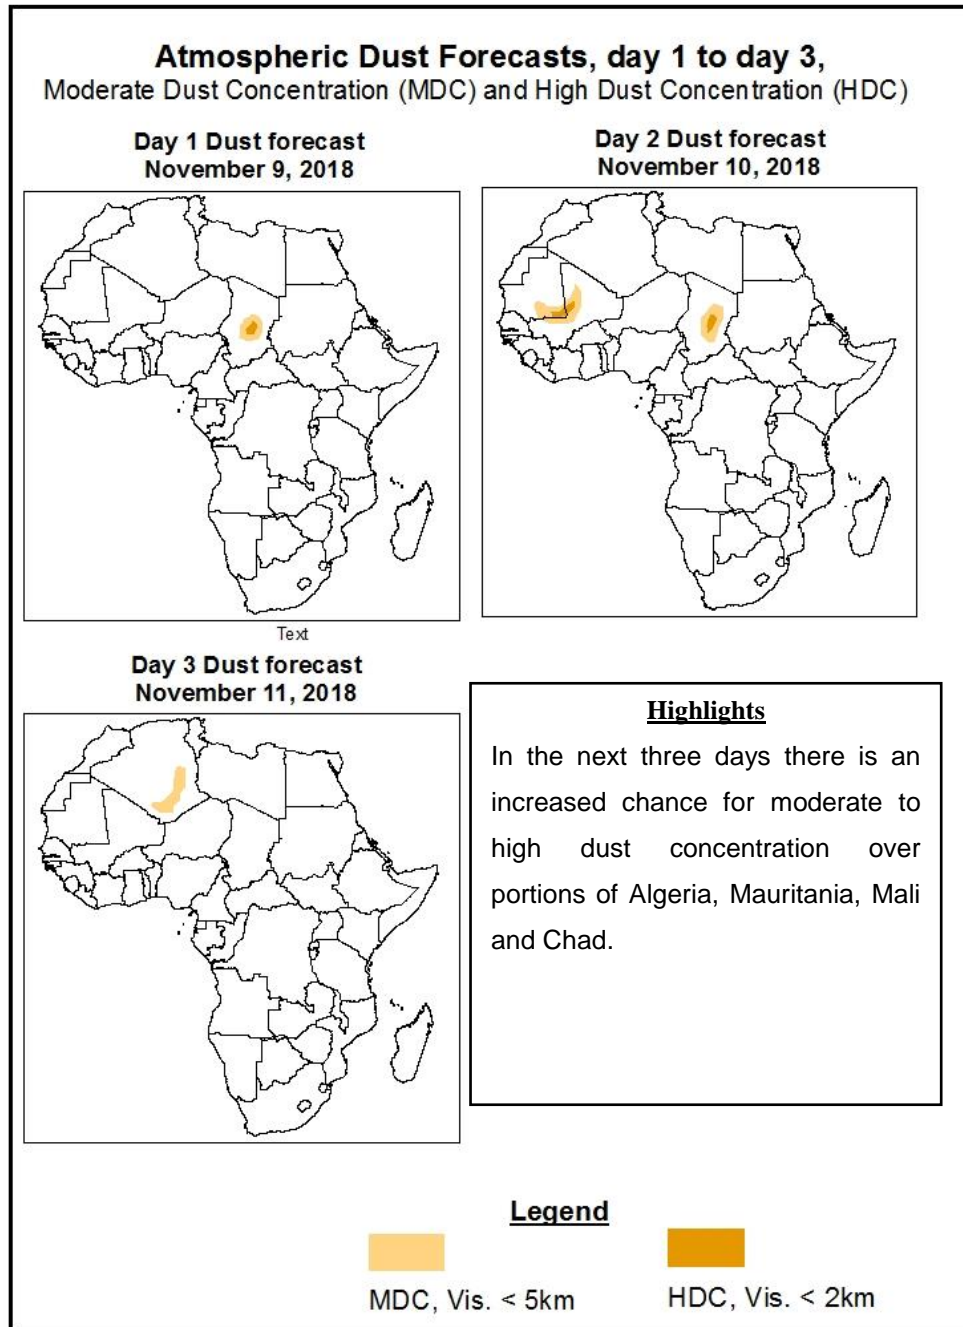 Atmospheric Dust Forecasts, day 1 to day 3,
Moderate Dust Concentration (MDC) and High Dust Concentration (HDC)
Day 1 Dust forecast
November 9, 2018
Day 2 Dust forecast
November 10, 2018
Text
Day 3 Dust forecast
November 11, 2018
Highlights
In the next three days there is an
increased chance for moderate to
high dust concentration over
portions of Algeria, Mauritania, Mali
and Chad.
Legend
MDC, Vis. < 5km
HDC, Vis. < 2km